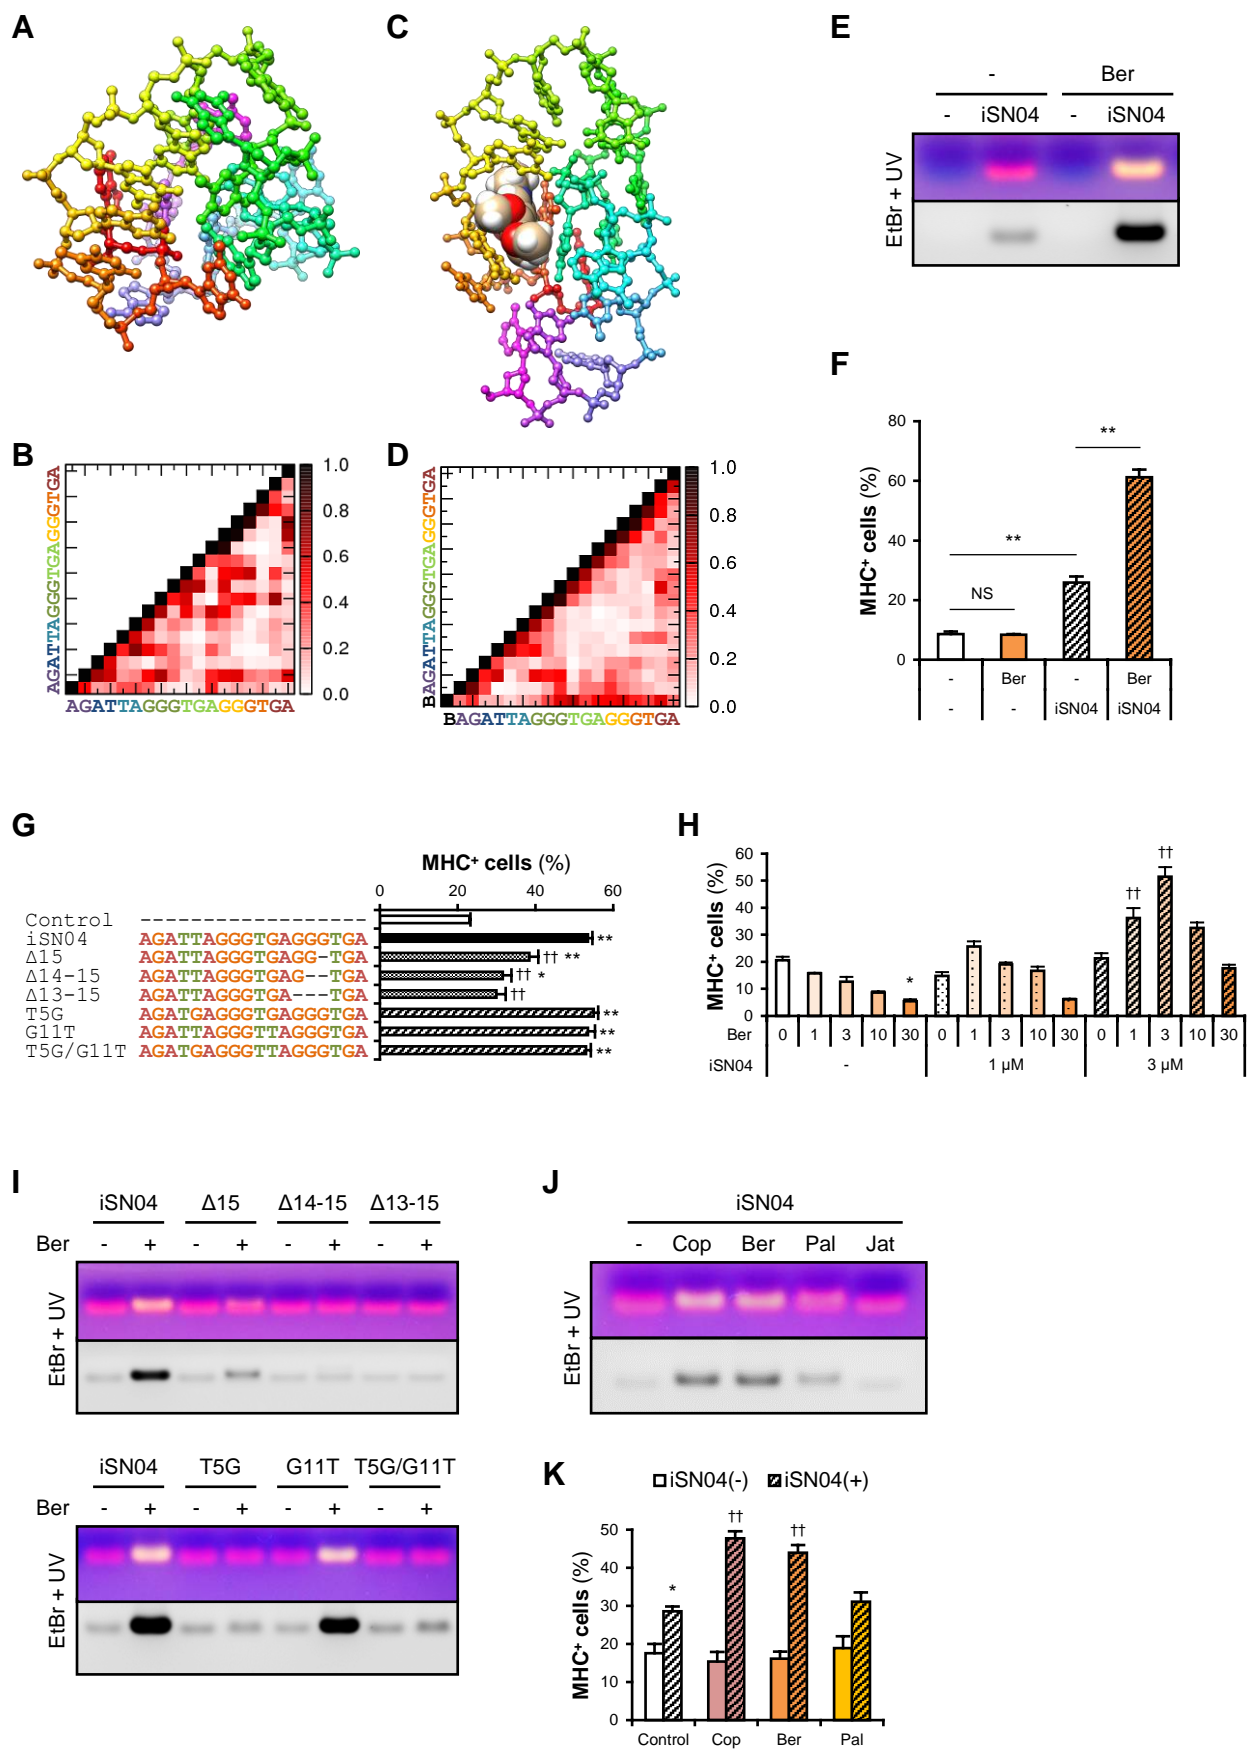 A
C
E
-
Ber
-
iSN04
-
iSN04
EtBr + UV
F
80
60
40
20
0
MHC+ cells (%)
**
**
NS
-
Ber
-
Ber
-
-
iSN04
iSN04
B
AGATTAGGGTGAGGGTGA
1.0
0.8
0.6
0.4
0.2
0.0
AGATTAGGGTGAGGGTGA
D
BAGATTAGGGTGAGGGTGA
1.0
0.8
0.6
0.4
0.2
0.0
BAGATTAGGGTGAGGGTGA
G
MHC+ cells (%)
0
20
40
60
Control ------------------
iSN04 AGATTAGGGTGAGGGTGA **
Δ15 AGATTAGGGTGAGG-TGA †† **
Δ14-15 AGATTAGGGTGAG--TGA †† *
Δ13-15 AGATTAGGGTGA---TGA ††
T5G AGATGAGGGTGAGGGTGA **
G11T AGATTAGGGTTAGGGTGA **
T5G/G11T AGATGAGGGTTAGGGTGA **
H
MHC+ cells (%)
60
50
40
30
20
10
0
*
††
††
Ber 0 1 3 10 30 0 1 3 10 30 0 1 3 10 30
iSN04 - 1 µM 3 µM
I
iSN04 Δ15 Δ14-15 Δ13-15
Ber - + - + - + - +
EtBr + UV
iSN04 T5G G11T T5G/G11T
Ber - + - + - + - +
EtBr + UV
J
iSN04
- Cop Ber Pal Jat
EtBr + UV
K
iSN04(-) iSN04(+)
MHC+ cells (%)
50
40
30
20
10
0
*
††
††
Control Cop Ber Pal